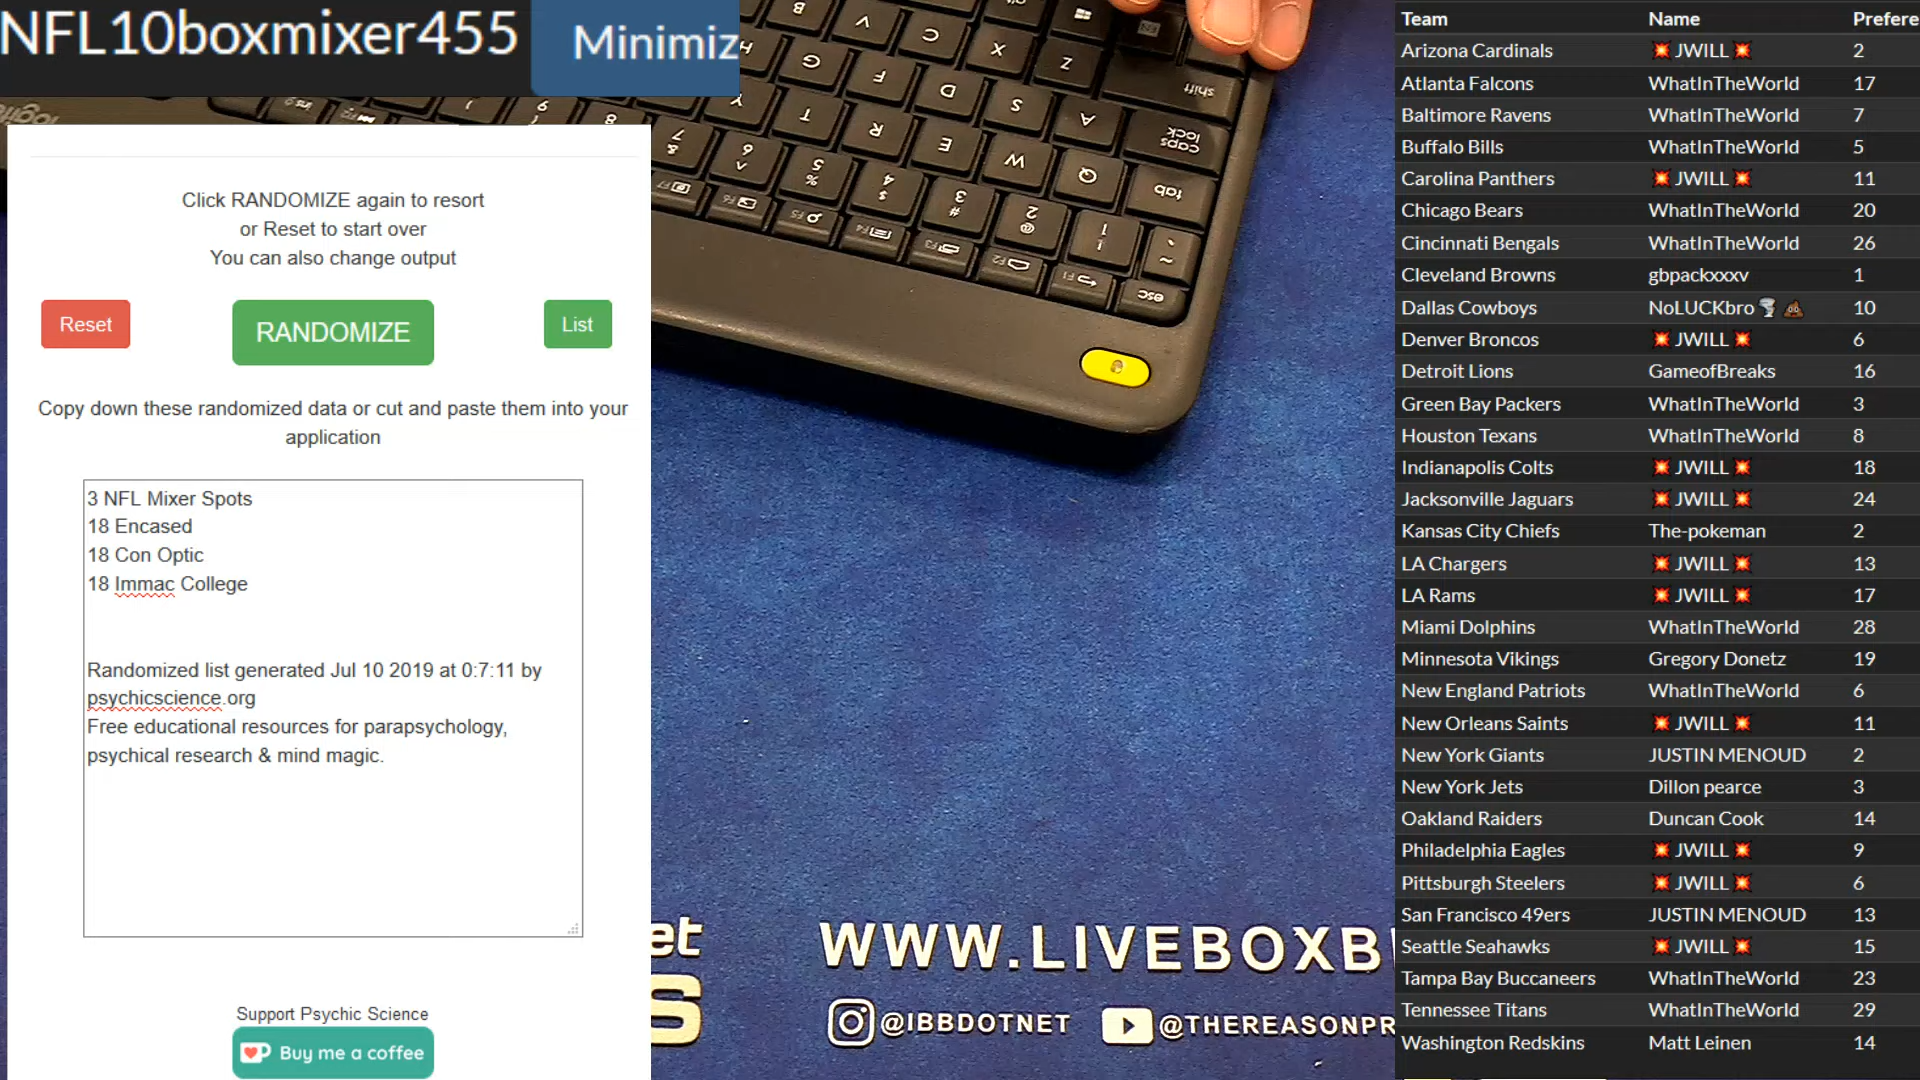 NFL10boxmixer455
Minimiz
Click RANDOMIZE again to resort
or Reset to start over
You can also change output
Reset
RANDOMIZE
List
Copy down these randomized data or cut and paste them into your
application
3 NFL Mixer Spots
18 Encased
18 Con Optic
18 Immac College
Randomized list generated Jul 10 2019 at 0:7:11 by
psychicscience.org
Free educational resources for parapsychology,
psychical research & mind magic.
Support Psychic Science
Buy me a coffee
caps lock
shift
tab
esc
WWW.LIVEBOXB
@IBBDOTNET
@THEREASONPR
Team Name Prefere
Arizona Cardinals 💥 JWILL 💥 2
Atlanta Falcons WhatInTheWorld 17
Baltimore Ravens WhatInTheWorld 7
Buffalo Bills WhatInTheWorld 5
Carolina Panthers 💥 JWILL 💥 11
Chicago Bears WhatInTheWorld 20
Cincinnati Bengals WhatInTheWorld 26
Cleveland Browns gbpackxxxv 1
Dallas Cowboys NoLUCKbro 🌪 💩 10
Denver Broncos 💥 JWILL 💥 6
Detroit Lions GameofBreaks 16
Green Bay Packers WhatInTheWorld 3
Houston Texans WhatInTheWorld 8
Indianapolis Colts 💥 JWILL 💥 18
Jacksonville Jaguars 💥 JWILL 💥 24
Kansas City Chiefs The-pokeman 2
LA Chargers 💥 JWILL 💥 13
LA Rams 💥 JWILL 💥 17
Miami Dolphins WhatInTheWorld 28
Minnesota Vikings Gregory Donetz 19
New England Patriots WhatInTheWorld 6
New Orleans Saints 💥 JWILL 💥 11
New York Giants JUSTIN MENOUD 2
New York Jets Dillon pearce 3
Oakland Raiders Duncan Cook 14
Philadelphia Eagles 💥 JWILL 💥 9
Pittsburgh Steelers 💥 JWILL 💥 6
San Francisco 49ers JUSTIN MENOUD 13
Seattle Seahawks 💥 JWILL 💥 15
Tampa Bay Buccaneers WhatInTheWorld 23
Tennessee Titans WhatInTheWorld 29
Washington Redskins Matt Leinen 14